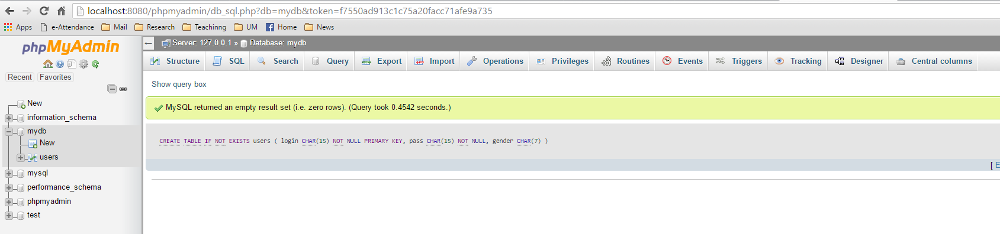 localhost:8080/phpmyadmin/db_sql.php?db=mydb&token=f7550ad913c1c75a20facc71afe9a735
Apps e-Attendance Mail Research Teachinng UM Home News
phpMyAdmin
Recent Favorites
New
information_schema
mydb
New
users
mysql
performance_schema
phpmyadmin
test
Server: 127.0.0.1 » Database: mydb
Structure SQL Search Query Export Import Operations Privileges Routines Events Triggers Tracking Designer Central columns
Show query box
MySQL returned an empty result set (i.e. zero rows). (Query took 0.4542 seconds.)
CREATE TABLE IF NOT EXISTS users ( login CHAR(15) NOT NULL PRIMARY KEY, pass CHAR(15) NOT NULL, gender CHAR(7) )
[ E